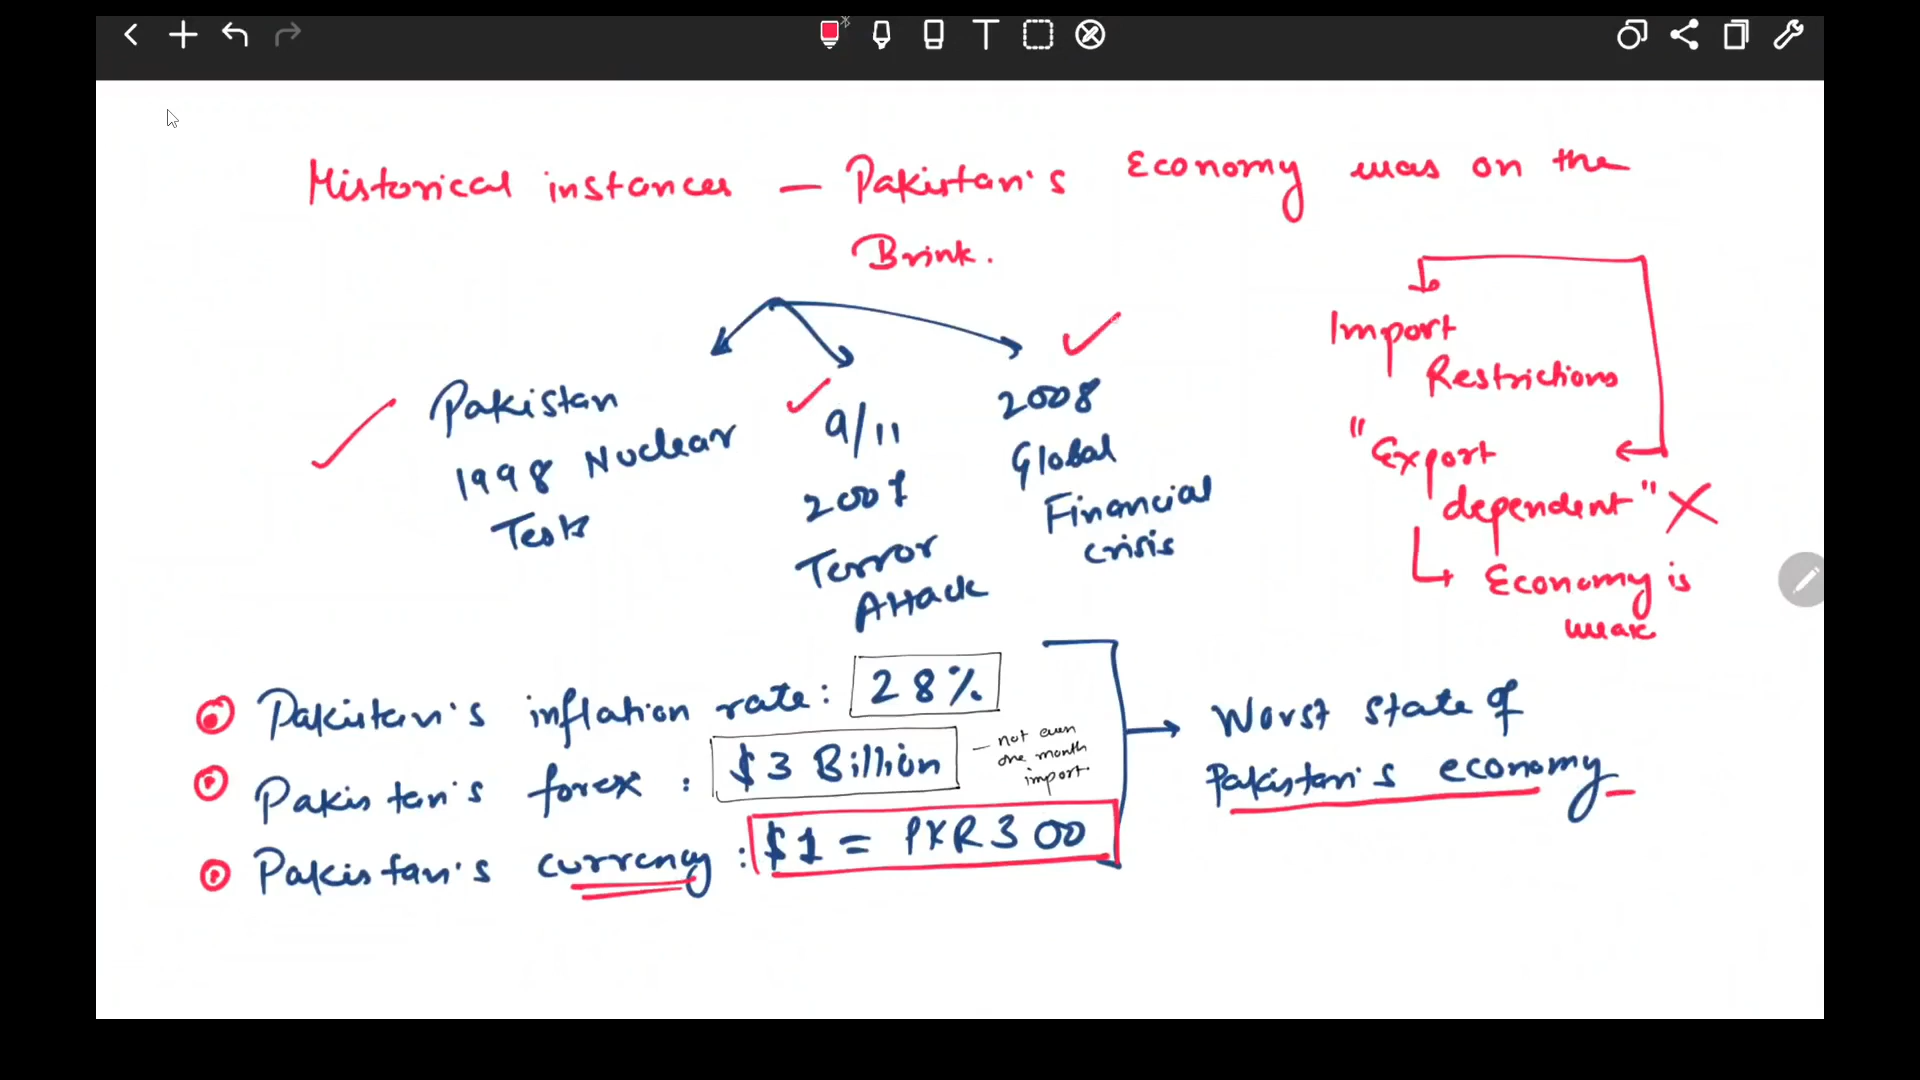 Historical instances — Pakistan's Economy was on the
Brink.
Pakistan
1998 Nuclear
Tests
9/11
2001
Terror
Attack
2008
Global
Financial
crisis
Import
Restrictions
"Export
dependent" X
Economy is
weak
Pakistan's inflation rate: 28%
Pakistan's forex : $3 Billion
— not even
one month
import.
Pakistan's currency : $1 = PKR300
Worst state of
Pakistan's economy